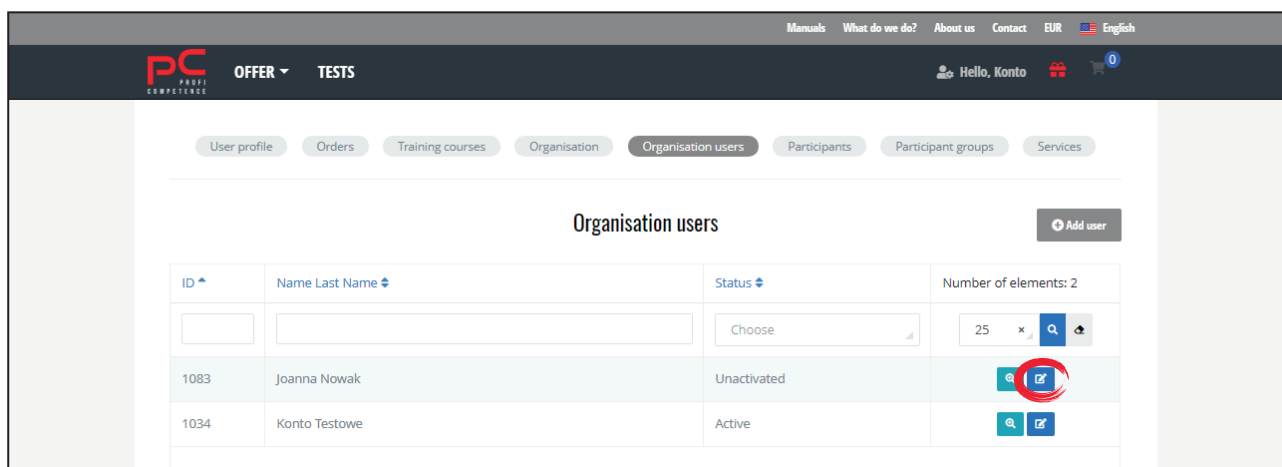 Manuals What do we do? About us Contact EUR English
PC
PROFI
COMPETENCE
OFFER TESTS Hello, Konto 0
User profile Orders Training courses Organisation Organisation users Participants Participant groups Services
Organisation users Add user
ID Name Last Name Status Number of elements: 2
Choose 25 ×
1083 Joanna Nowak Unactivated
1034 Konto Testowe Active